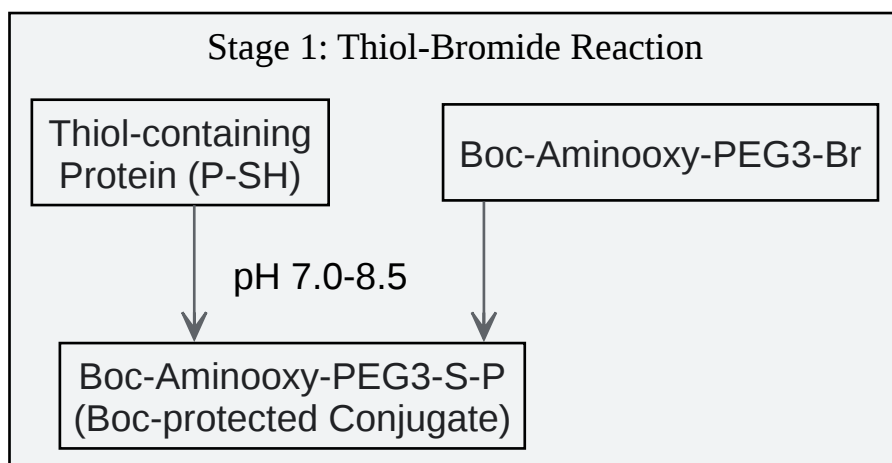 Stage 1: Thiol-Bromide Reaction
Thiol-containing
Protein (P-SH)
Boc-Aminooxy-PEG3-Br
pH 7.0-8.5
Boc-Aminooxy-PEG3-S-P
(Boc-protected Conjugate)